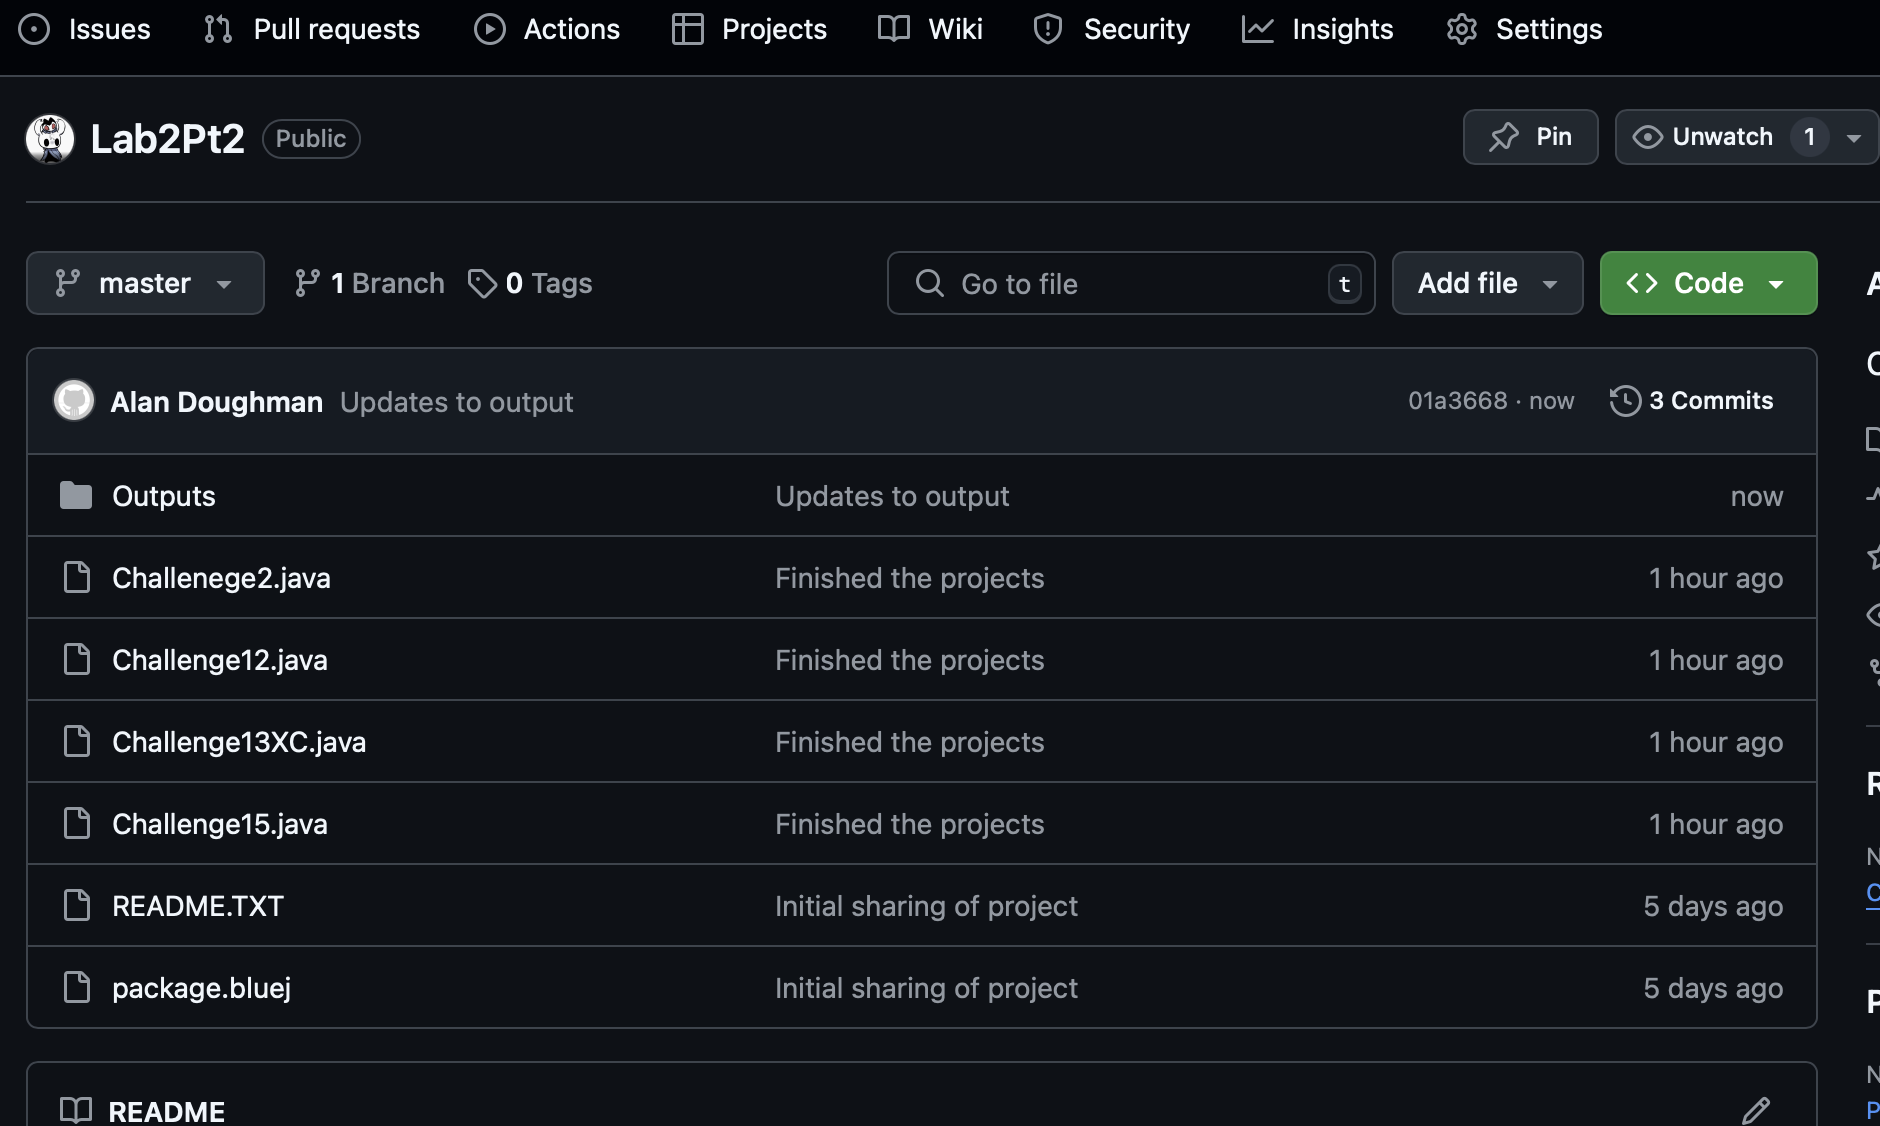 Issues Pull requests Actions Projects Wiki Security Insights Settings
Lab2Pt2 Public Pin Unwatch 1
master 1 Branch 0 Tags Go to file t Add file Code
Alan Doughman Updates to output 01a3668 · now 3 Commits
Outputs Updates to output now
Challenege2.java Finished the projects 1 hour ago
Challenge12.java Finished the projects 1 hour ago
Challenge13XC.java Finished the projects 1 hour ago
Challenge15.java Finished the projects 1 hour ago
README.TXT Initial sharing of project 5 days ago
package.bluej Initial sharing of project 5 days ago
README